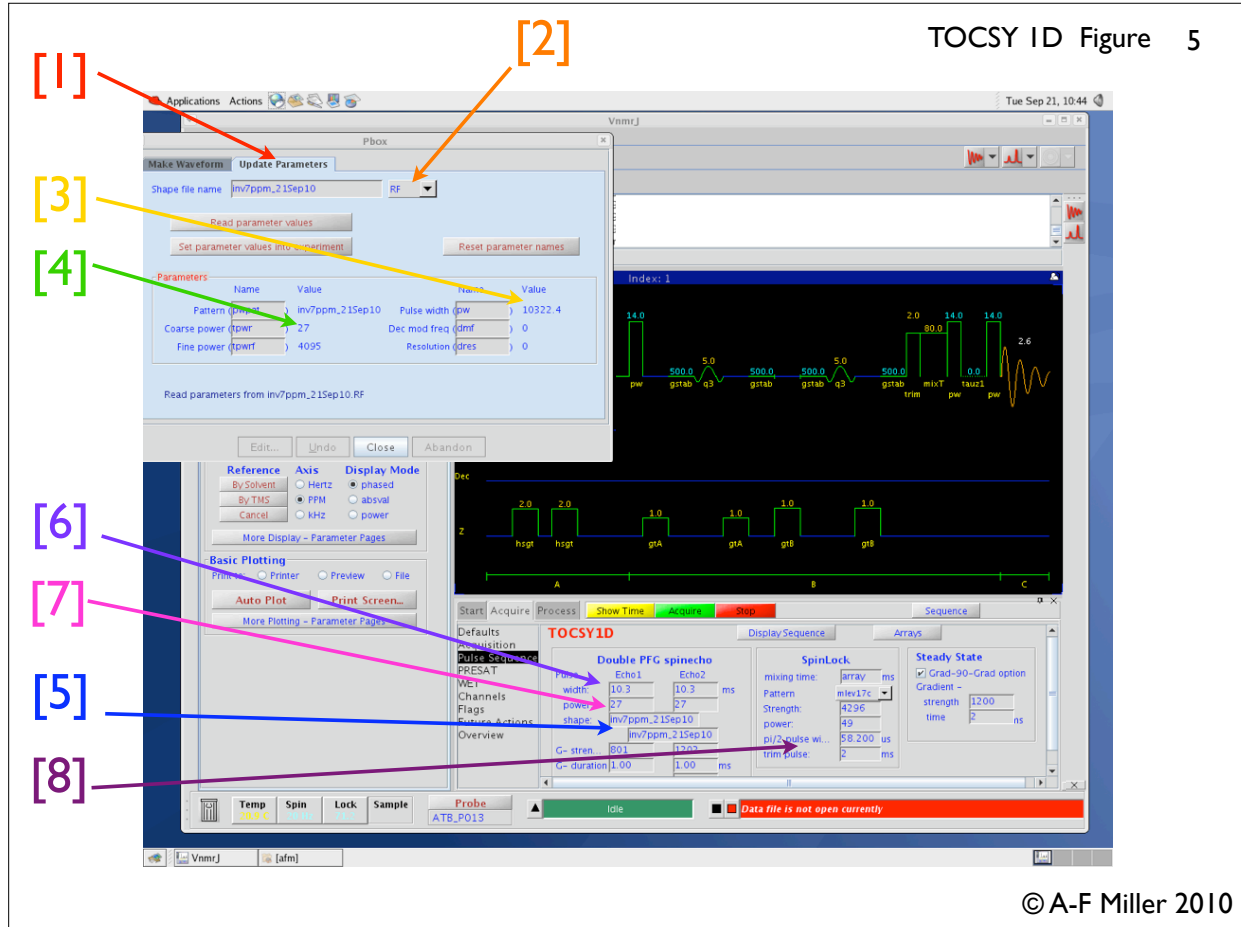 TOCSY 1D Figure 5
[1]
[2]
[3]
[4]
[6]
[7]
[5]
[8]
Applications Actions
Tue Sep 21, 10:44
VnmrJ
Pbox
Make Waveform Update Parameters
Shape file name inv7ppm_21Sep10 RF
Read parameter values
Set parameter values into experiment Reset parameter names
Parameters
Name Value Name Value
Pattern (pwpat) inv7ppm_21Sep10 Pulse width (pw) 10322.4
Coarse power (tpwr) 27 Dec mod freq (dmf) 0
Fine power (tpwrf) 4095 Resolution (dres) 0
Read parameters from inv7ppm_21Sep10.RF
Edit... Undo Close Abandon
Index: 1
14.0 2.0 14.0 14.0
80.0
2.6
500.0 5.0 500.0 500.0 5.0 500.0 0.0
pw gstab q3 gstab gstab q3 gstab mixT tauz1
trim pw pw
Dec
2.0 2.0 1.0 1.0 1.0 1.0
Z
hsgt hsgt gtA gtA gtB gtB
A B C
Reference Axis Display Mode
By Solvent Hertz phased
By TMS PPM absval
Cancel kHz power
More Display – Parameter Pages
Basic Plotting
Printer Preview File
Auto Plot Print Screen...
More Plotting – Parameter Pages
Start Acquire Process Show Time Acquire Stop Sequence
Defaults
Acquisition
Pulse Sequence
PRESAT
WET
Channels
Flags
Future Actions
Overview
TOCSY1D Display Sequence Arrays
Double PFG spinecho
Pulse Echo1 Echo2
width: 10.3 10.3 ms
power: 27 27
shape: inv7ppm_21Sep10
inv7ppm_21Sep10
G– stren... 801 1202
G– duration 1.00 1.00 ms
SpinLock
mixing time: array ms
Pattern mlev17c
Strength: 4296
power: 49
pi/2 pulse wi... 58.200 us
trim pulse: 2 ms
Steady State
Grad–90–Grad option
Gradient –
strength 1200
time 2 ms
Temp Spin Lock Sample Probe
ATB_P013
Idle
Data file is not open currently
VnmrJ [afm]
© A-F Miller 2010